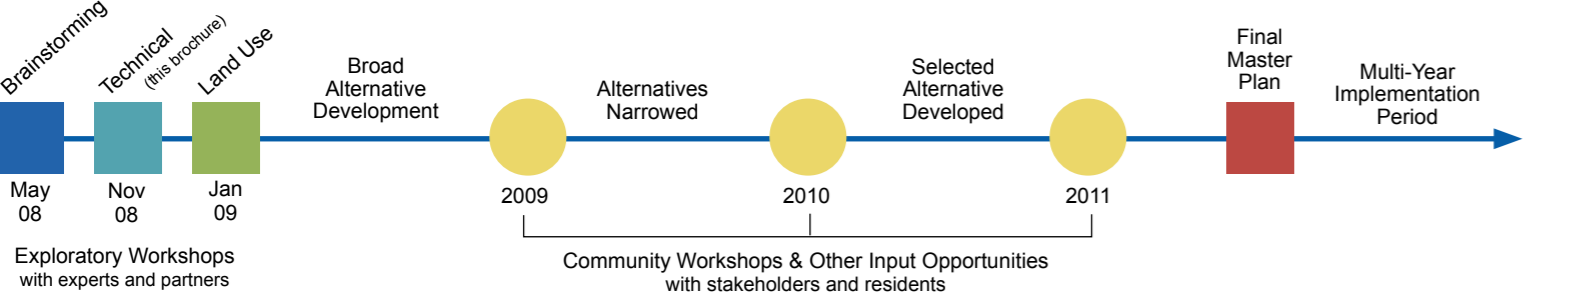 Brainstorming
Technical
(this brochure)
Land Use
Broad
Alternative
Development
Alternatives
Narrowed
Selected
Alternative
Developed
Final
Master
Plan
Multi-Year
Implementation
Period
May
08
Nov
08
Jan
09
2009
2010
2011
Exploratory Workshops
with experts and partners
Community Workshops & Other Input Opportunities
with stakeholders and residents